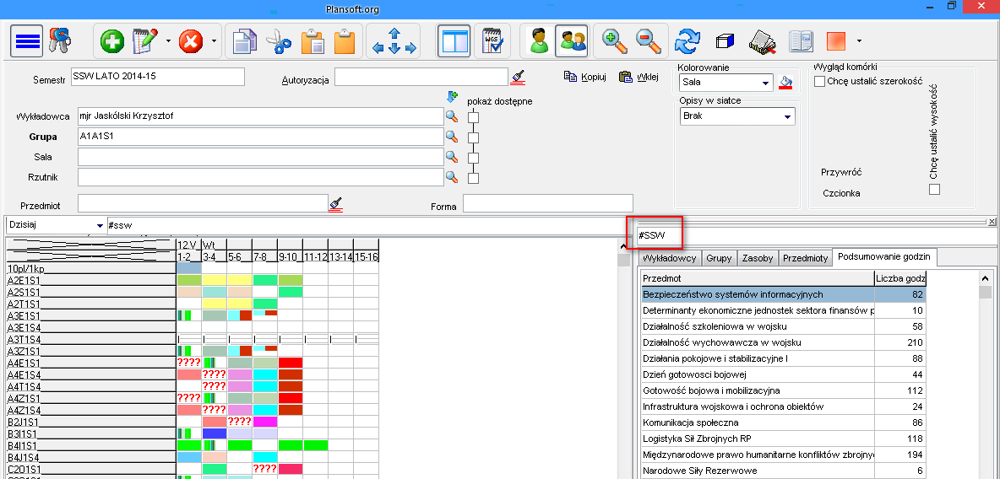 Plansoft.org
WGS
Semestr SSW LATO 2014-15 Autoryzacja Kopiuj Wklej
Kolorowanie Sala
Opisy w siatce Brak
Wygląd komórki
Chcę ustalić szerokość
Chcę ustalić wysokość
Przywróć
Czcionka
pokaż dostępne
Wykładowca mjr Jaskólski Krzysztof
Grupa A1A1S1
Sala
Rzutnik
Przedmiot Forma
Dzisiaj #ssw
#SSW
12.V Wt
1-2 3-4 5-6 7-8 9-10 11-12 13-14 15-16
10pl/1kp
A2E1S1
A2S1S1
A2T1S1
A3E1S1
A3E1S4
A3T1S4
A3Z1S1
A4E1S1 ????
A4E1S4 ????
A4T1S4 ????
A4Z1S1 ????
A4Z1S4 ????
B2J1S1 ????
B3I1S1
B4I1S1
B4J1S4
C2O1S1 ????
Wykładowcy Grupy Zasoby Przedmioty Podsumowanie godzin
Przedmot Liczba godz
Bezpieczeństwo systemów informacyjnych 82
Determinanty ekonomiczne jednostek sektora finansów p 10
Działalność szkoleniowa w wojsku 58
Działalność wychowawcza w wojsku 210
Działania pokojowe i stabilizacyjne I 88
Dzień gotowosci bojowej 44
Gotowość bojowa i mobilizacyjna 112
Infrastruktura wojskowa i ochrona obiektów 24
Komunikacja społeczna 86
Logistyka Sił Zbrojnych RP 118
Międzynarodowe prawo humanitarne konfliktów zbrojny 194
Narodowe Siły Rezerwowe 6